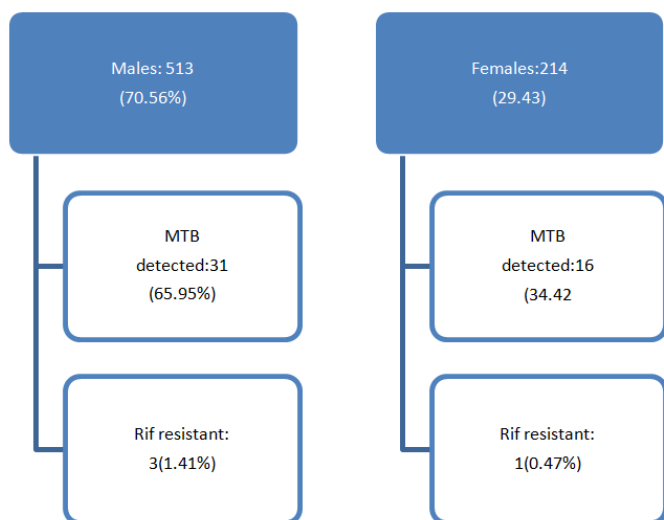 Males: 513
(70.56%)
MTB
detected:31
(65.95%)
Rif resistant:
3(1.41%)
Females:214
(29.43)
MTB
detected:16
(34.42
Rif resistant:
1(0.47%)